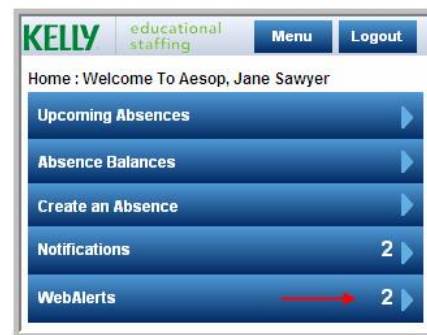 KELLY educational staffing Menu Logout
Home : Welcome To Aesop, Jane Sawyer
Upcoming Absences
Absence Balances
Create an Absence
Notifications 2
WebAlerts 2